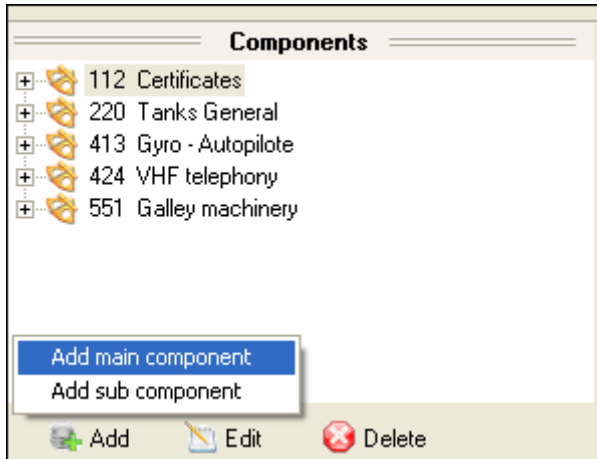 Components
112 Certificates
220 Tanks General
413 Gyro - Autopilote
424 VHF telephony
551 Galley machinery
Add main component
Add sub component
Add Edit Delete